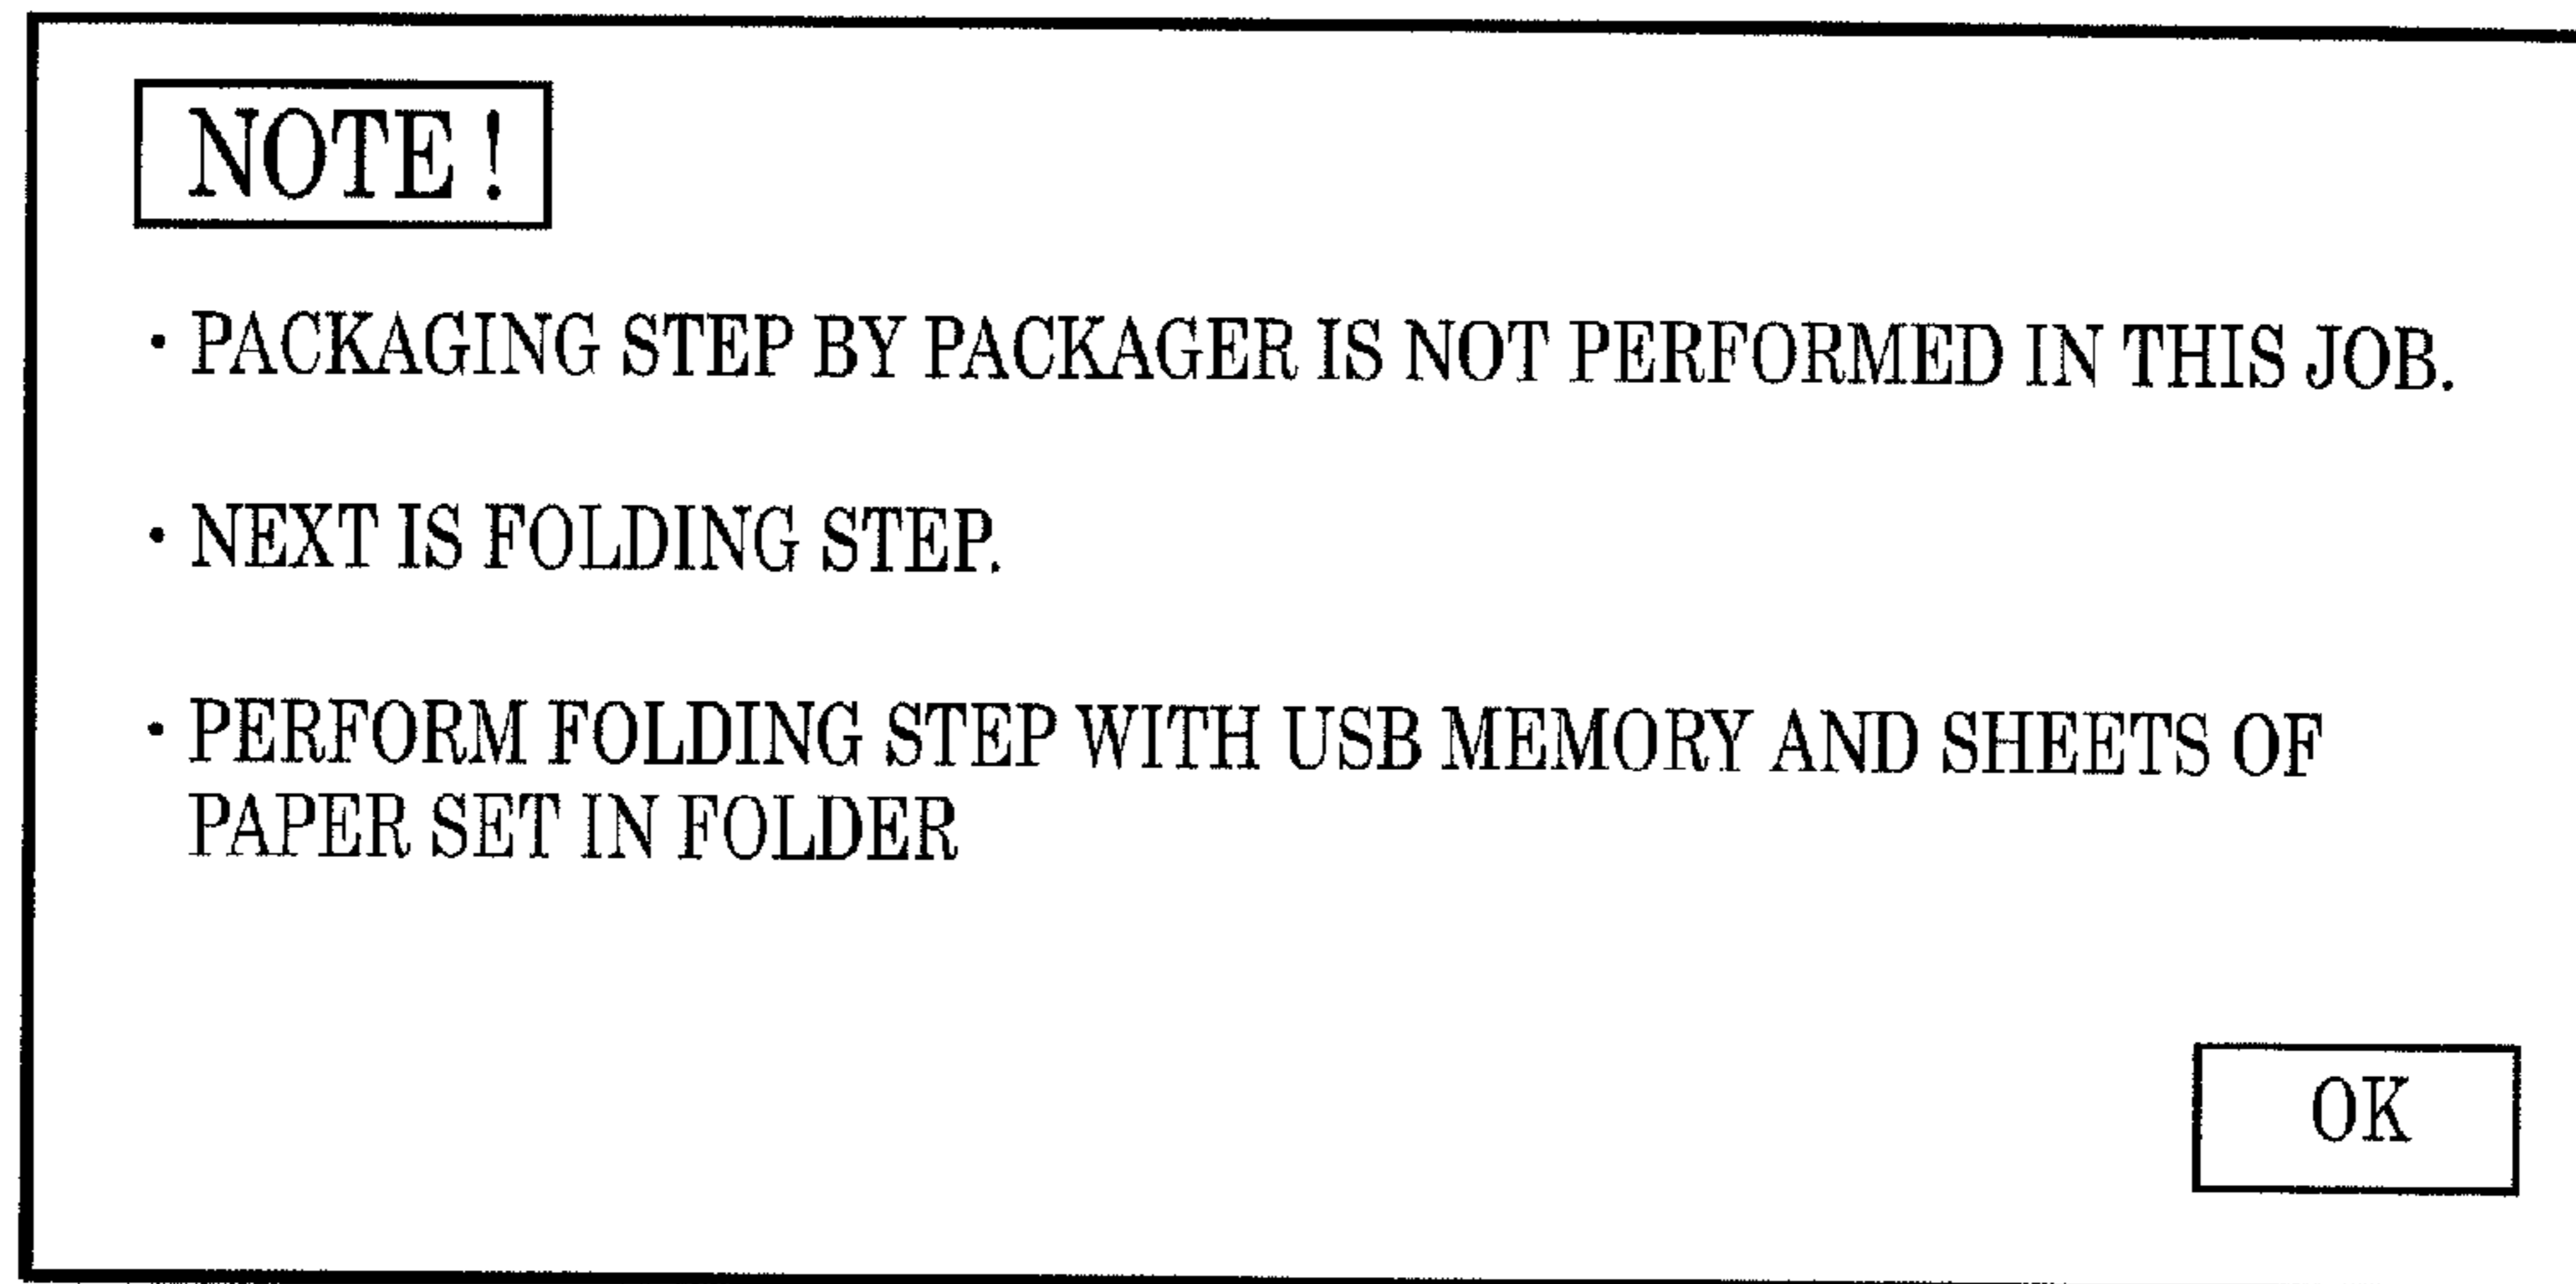 NOTE !
· PACKAGING STEP BY PACKAGER IS NOT PERFORMED IN THIS JOB.
· NEXT IS FOLDING STEP.
· PERFORM FOLDING STEP WITH USB MEMORY AND SHEETS OF
PAPER SET IN FOLDER
OK